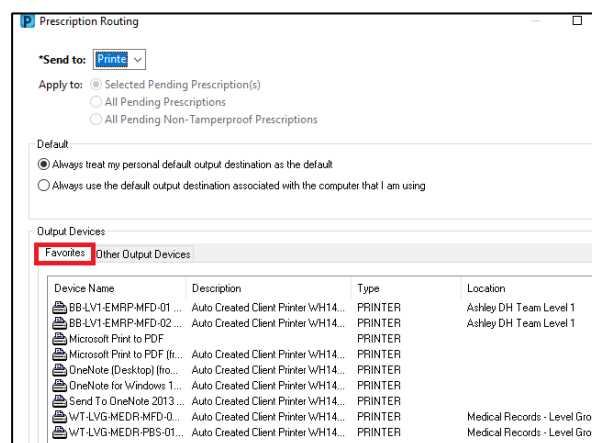 Prescription Routing
*Send to: Printe
Apply to: Selected Pending Prescription(s)
All Pending Prescriptions
All Pending Non-Tamperproof Prescriptions
Default
Always treat my personal default output destination as the default
Always use the default output destination associated with the computer that I am using
Output Devices
Favorites Other Output Devices
Device Name Description Type Location
BB-LV1-EMRP-MFD-01 ... Auto Created Client Printer WH14... PRINTER Ashley DH Team Level 1
BB-LV1-EMRP-MFD-02 ... Auto Created Client Printer WH14... PRINTER Ashley DH Team Level 1
Microsoft Print to PDF PRINTER
Microsoft Print to PDF (fr... Auto Created Client Printer WH14... PRINTER
OneNote (Desktop) (fro... Auto Created Client Printer WH14... PRINTER
OneNote for Windows 1... Auto Created Client Printer WH14... PRINTER
Send To OneNote 2013 ... Auto Created Client Printer WH14... PRINTER
WT-LVG-MEDR-MFD-0... Auto Created Client Printer WH14... PRINTER Medical Records - Level Gro
WT-LVG-MEDR-PBS-01... Auto Created Client Printer WH14... PRINTER Medical Records - Level Gro